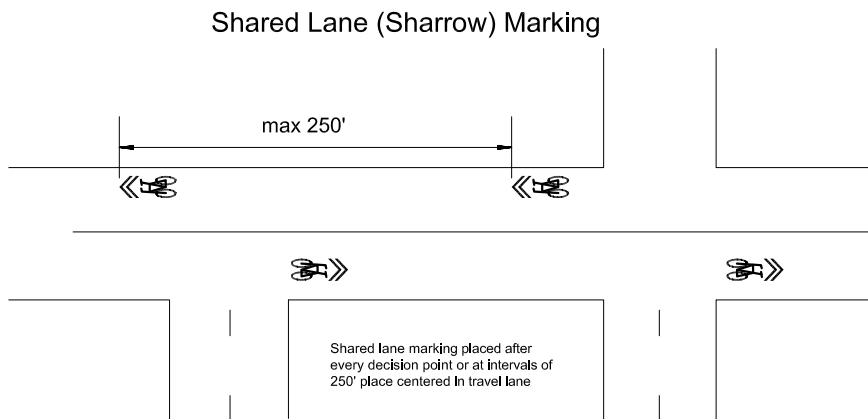 Shared Lane (Sharrow) Marking
max 250'
Shared lane marking placed after
every decision point or at intervals of
250' place centered In travel lane